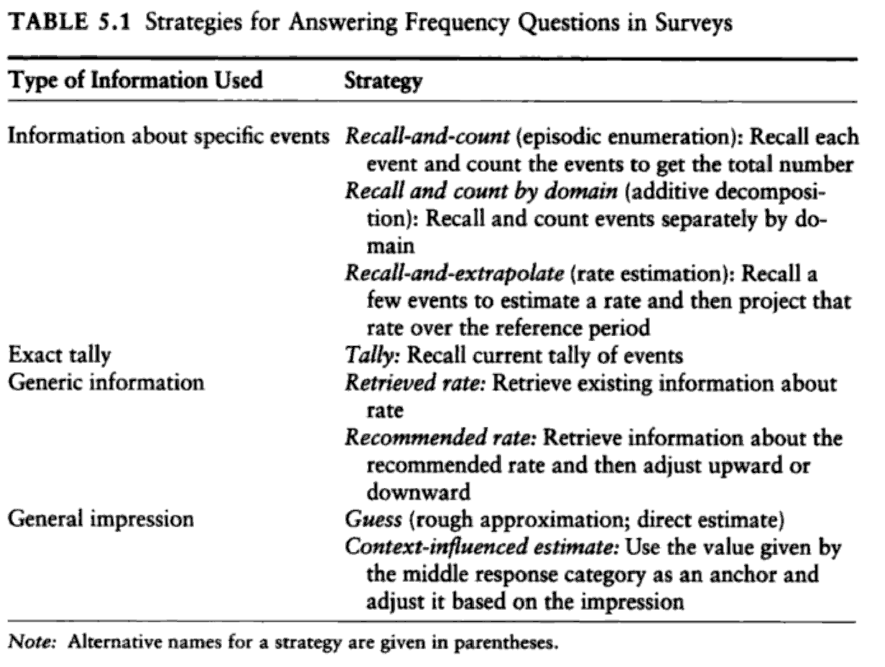 TABLE 5.1 Strategies for Answering Frequency Questions in Surveys
Type of Information Used Strategy
Information about specific events Recall-and-count (episodic enumeration): Recall each
event and count the events to get the total number
Recall and count by domain (additive decomposi-
tion): Recall and count events separately by do-
main
Recall-and-extrapolate (rate estimation): Recall a
few events to estimate a rate and then project that
rate over the reference period
Exact tally Tally: Recall current tally of events
Generic information Retrieved rate: Retrieve existing information about
rate
Recommended rate: Retrieve information about the
recommended rate and then adjust upward or
downward
General impression Guess (rough approximation; direct estimate)
Context-influenced estimate: Use the value given by
the middle response category as an anchor and
adjust it based on the impression
Note: Alternative names for a strategy are given in parentheses.